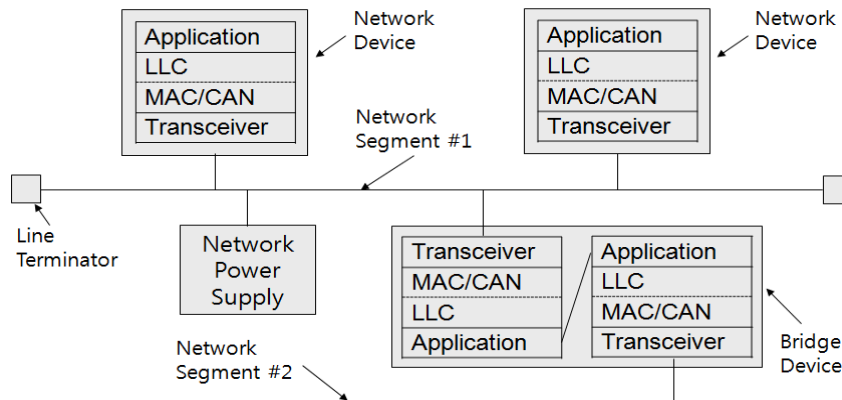 Application
LLC
MAC/CAN
Transceiver
Network
Device
Application
LLC
MAC/CAN
Transceiver
Network
Device
Network
Segment #1
Line
Terminator
Network
Power
Supply
Transceiver
MAC/CAN
LLC
Application
Application
LLC
MAC/CAN
Transceiver
Bridge
Device
Network
Segment #2